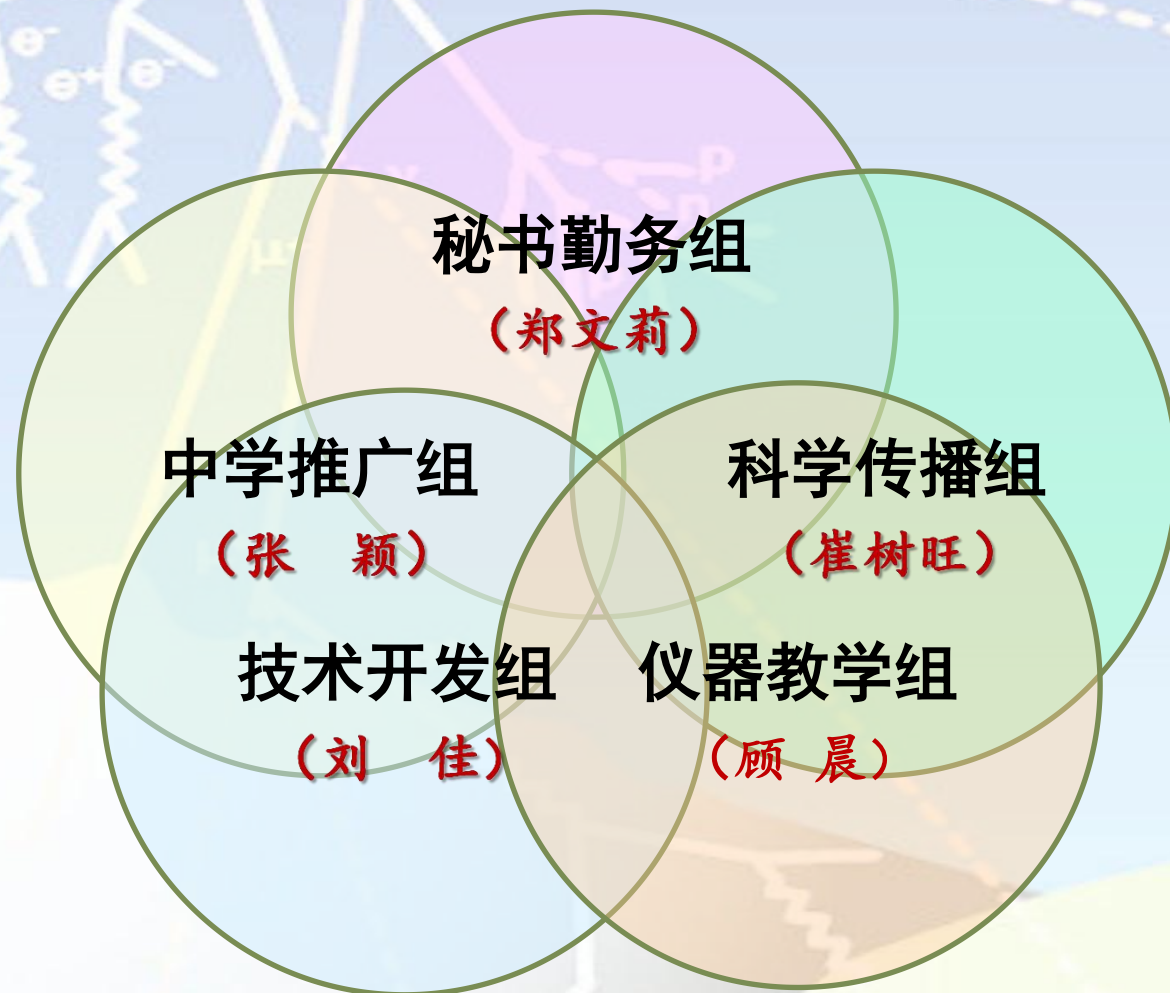 e⁻
e⁺ e⁻
p
n
秘书勤务组
（郑文莉）
中学推广组
科学传播组
（张　颖）
（崔树旺）
技术开发组
仪器教学组
（刘　佳）
（顾 晨）